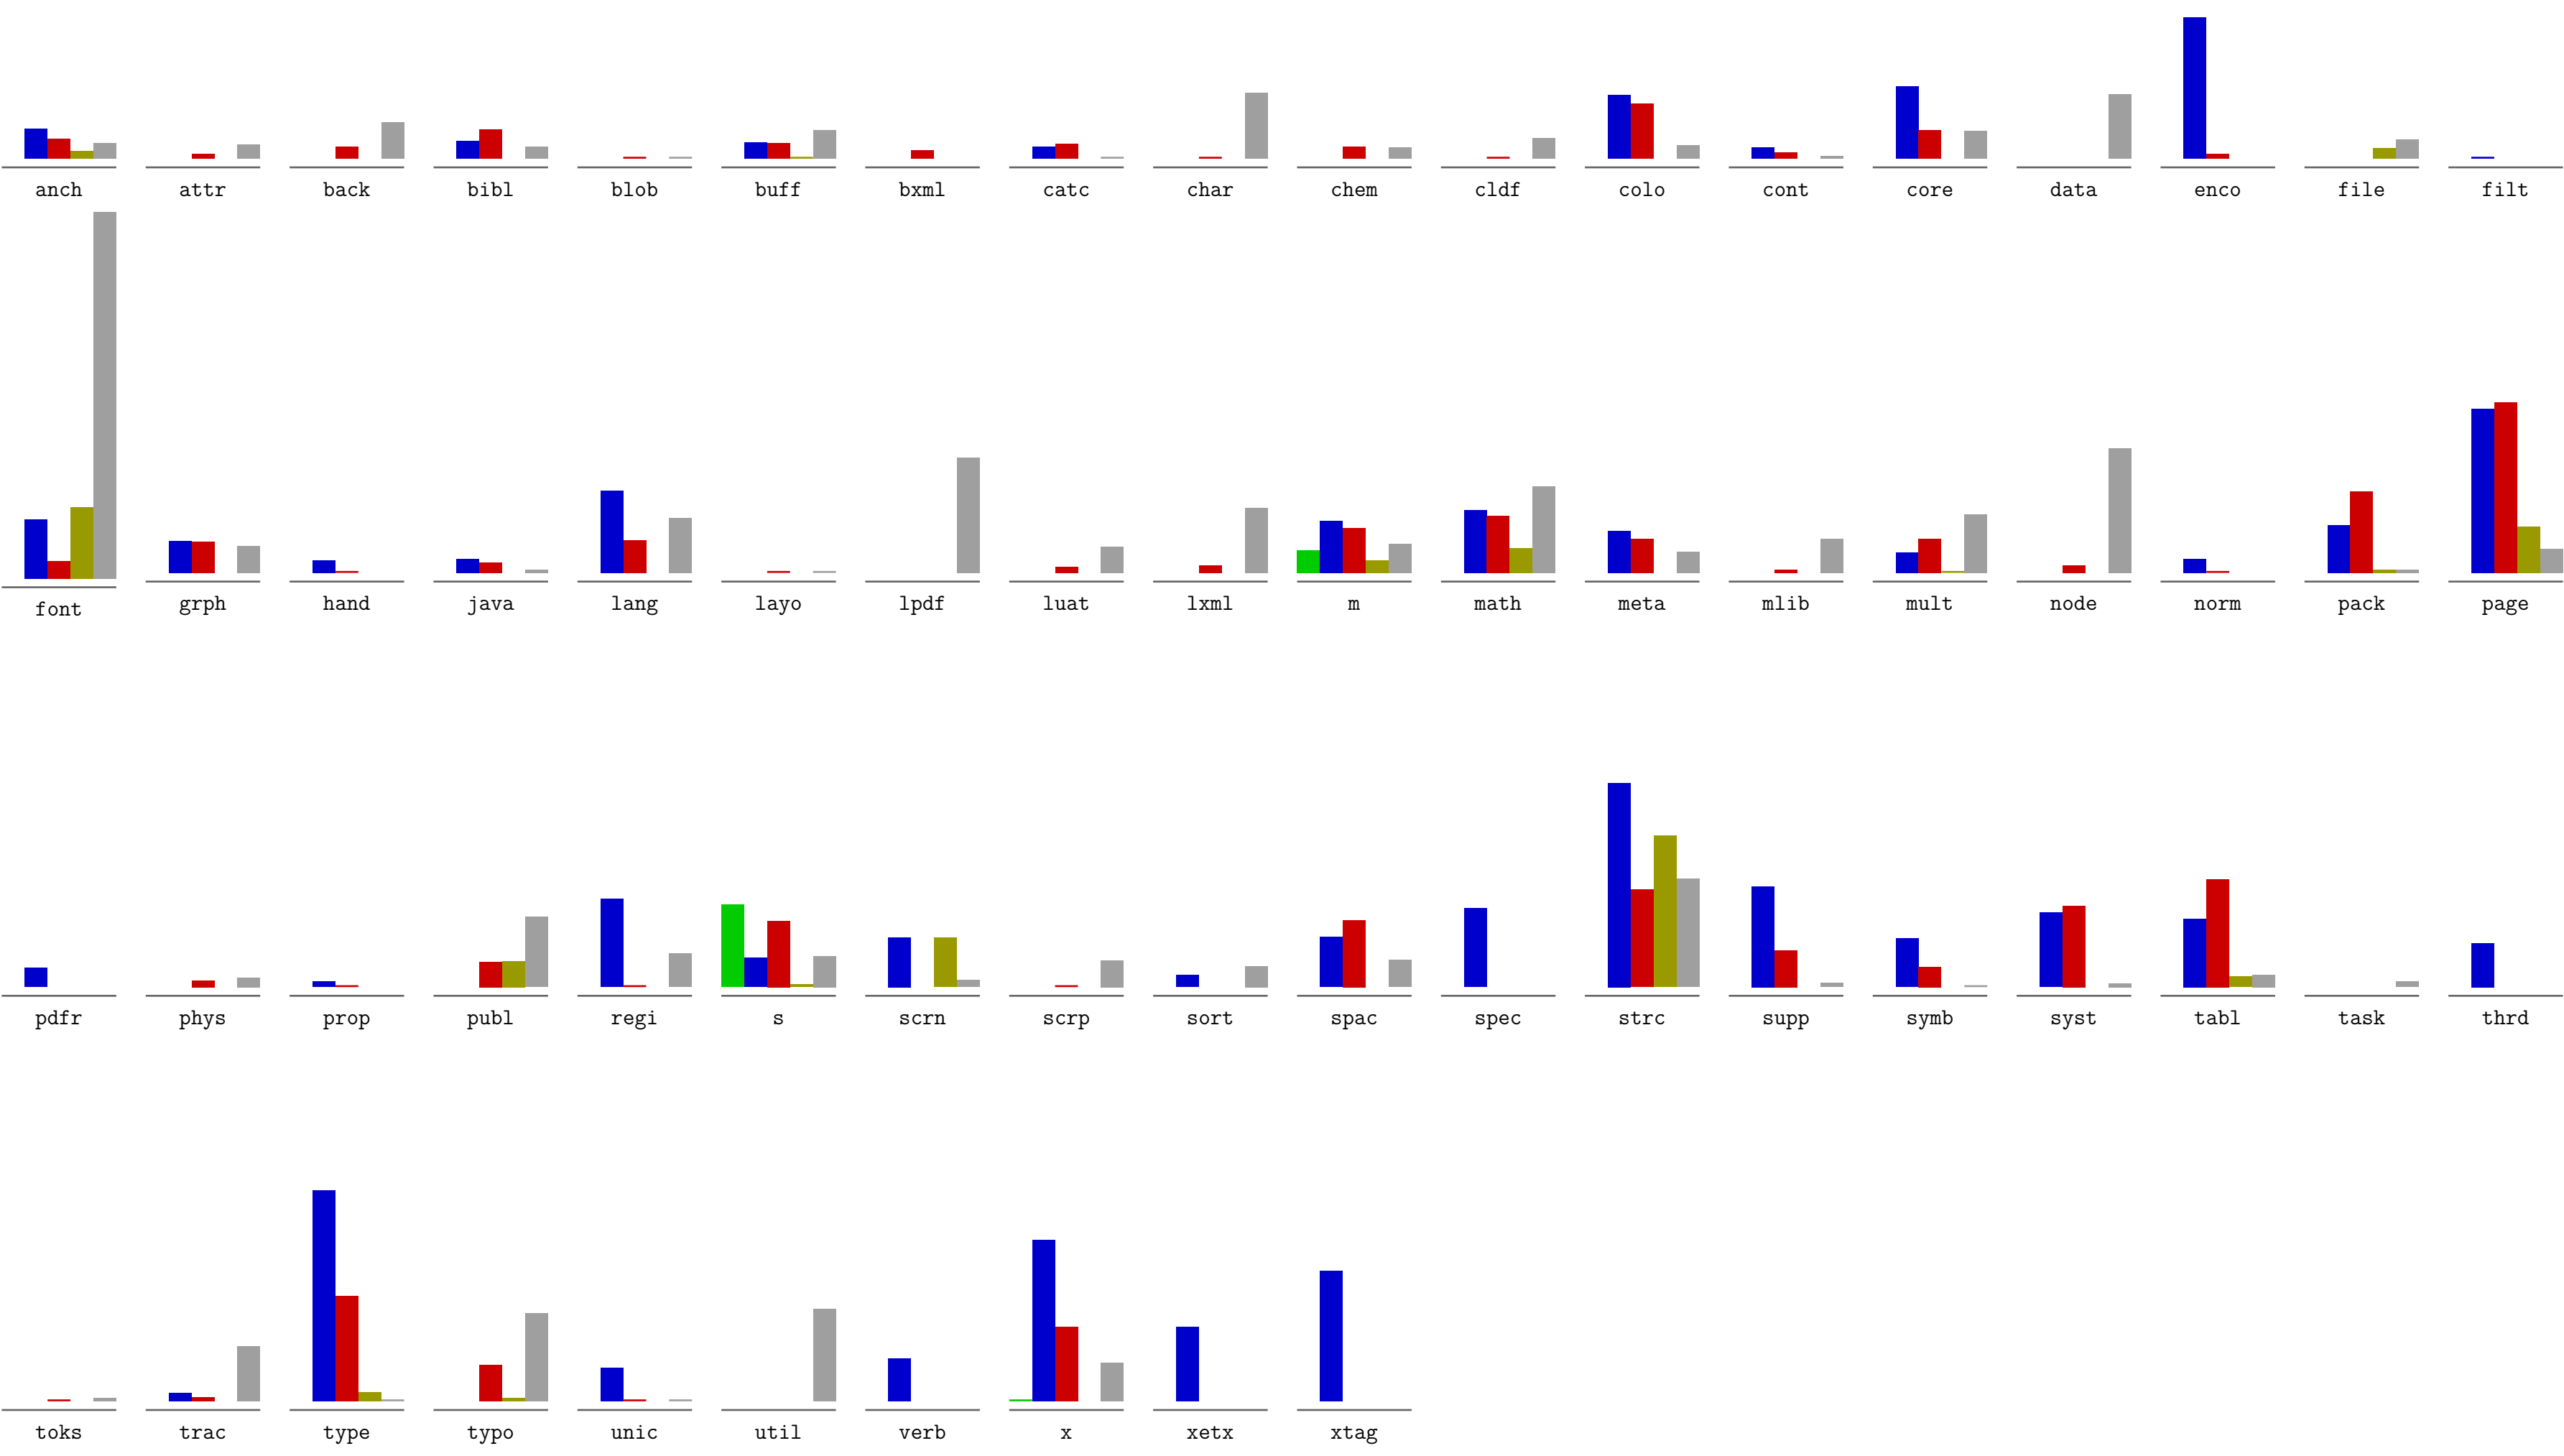 anch attr back bibl blob buff bxml catc char chem cldf colo cont core data enco file filt
font grph hand java lang layo lpdf luat lxml m math meta mlib mult node norm pack page
pdfr phys prop publ regi s scrn scrp sort spac spec strc supp symb syst tabl task thrd
toks trac type typo unic util verb x xetx xtag